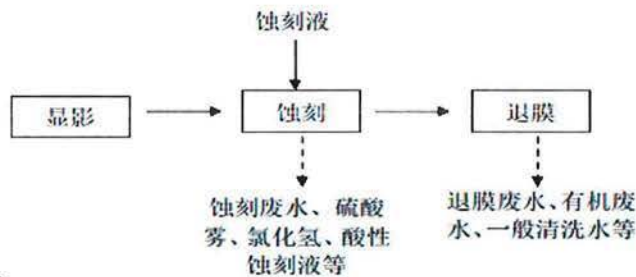 蚀刻液
显影
蚀刻
退膜
蚀刻废水、硫酸
雾、氯化氢、酸性
蚀刻液等
退膜废水、有机废
水、一般清洗水等